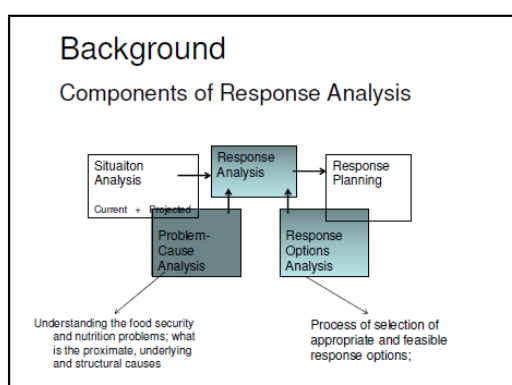 Background
Components of Response Analysis
Situaiton
Analysis
Current + Projected
Response
Analysis
Response
Planning
Problem-
Cause
Analysis
Response
Options
Analysis
Understanding the food security
and nutrition problems; what
is the proximate, underlying
and structural causes
Process of selection of
appropriate and feasible
response options;